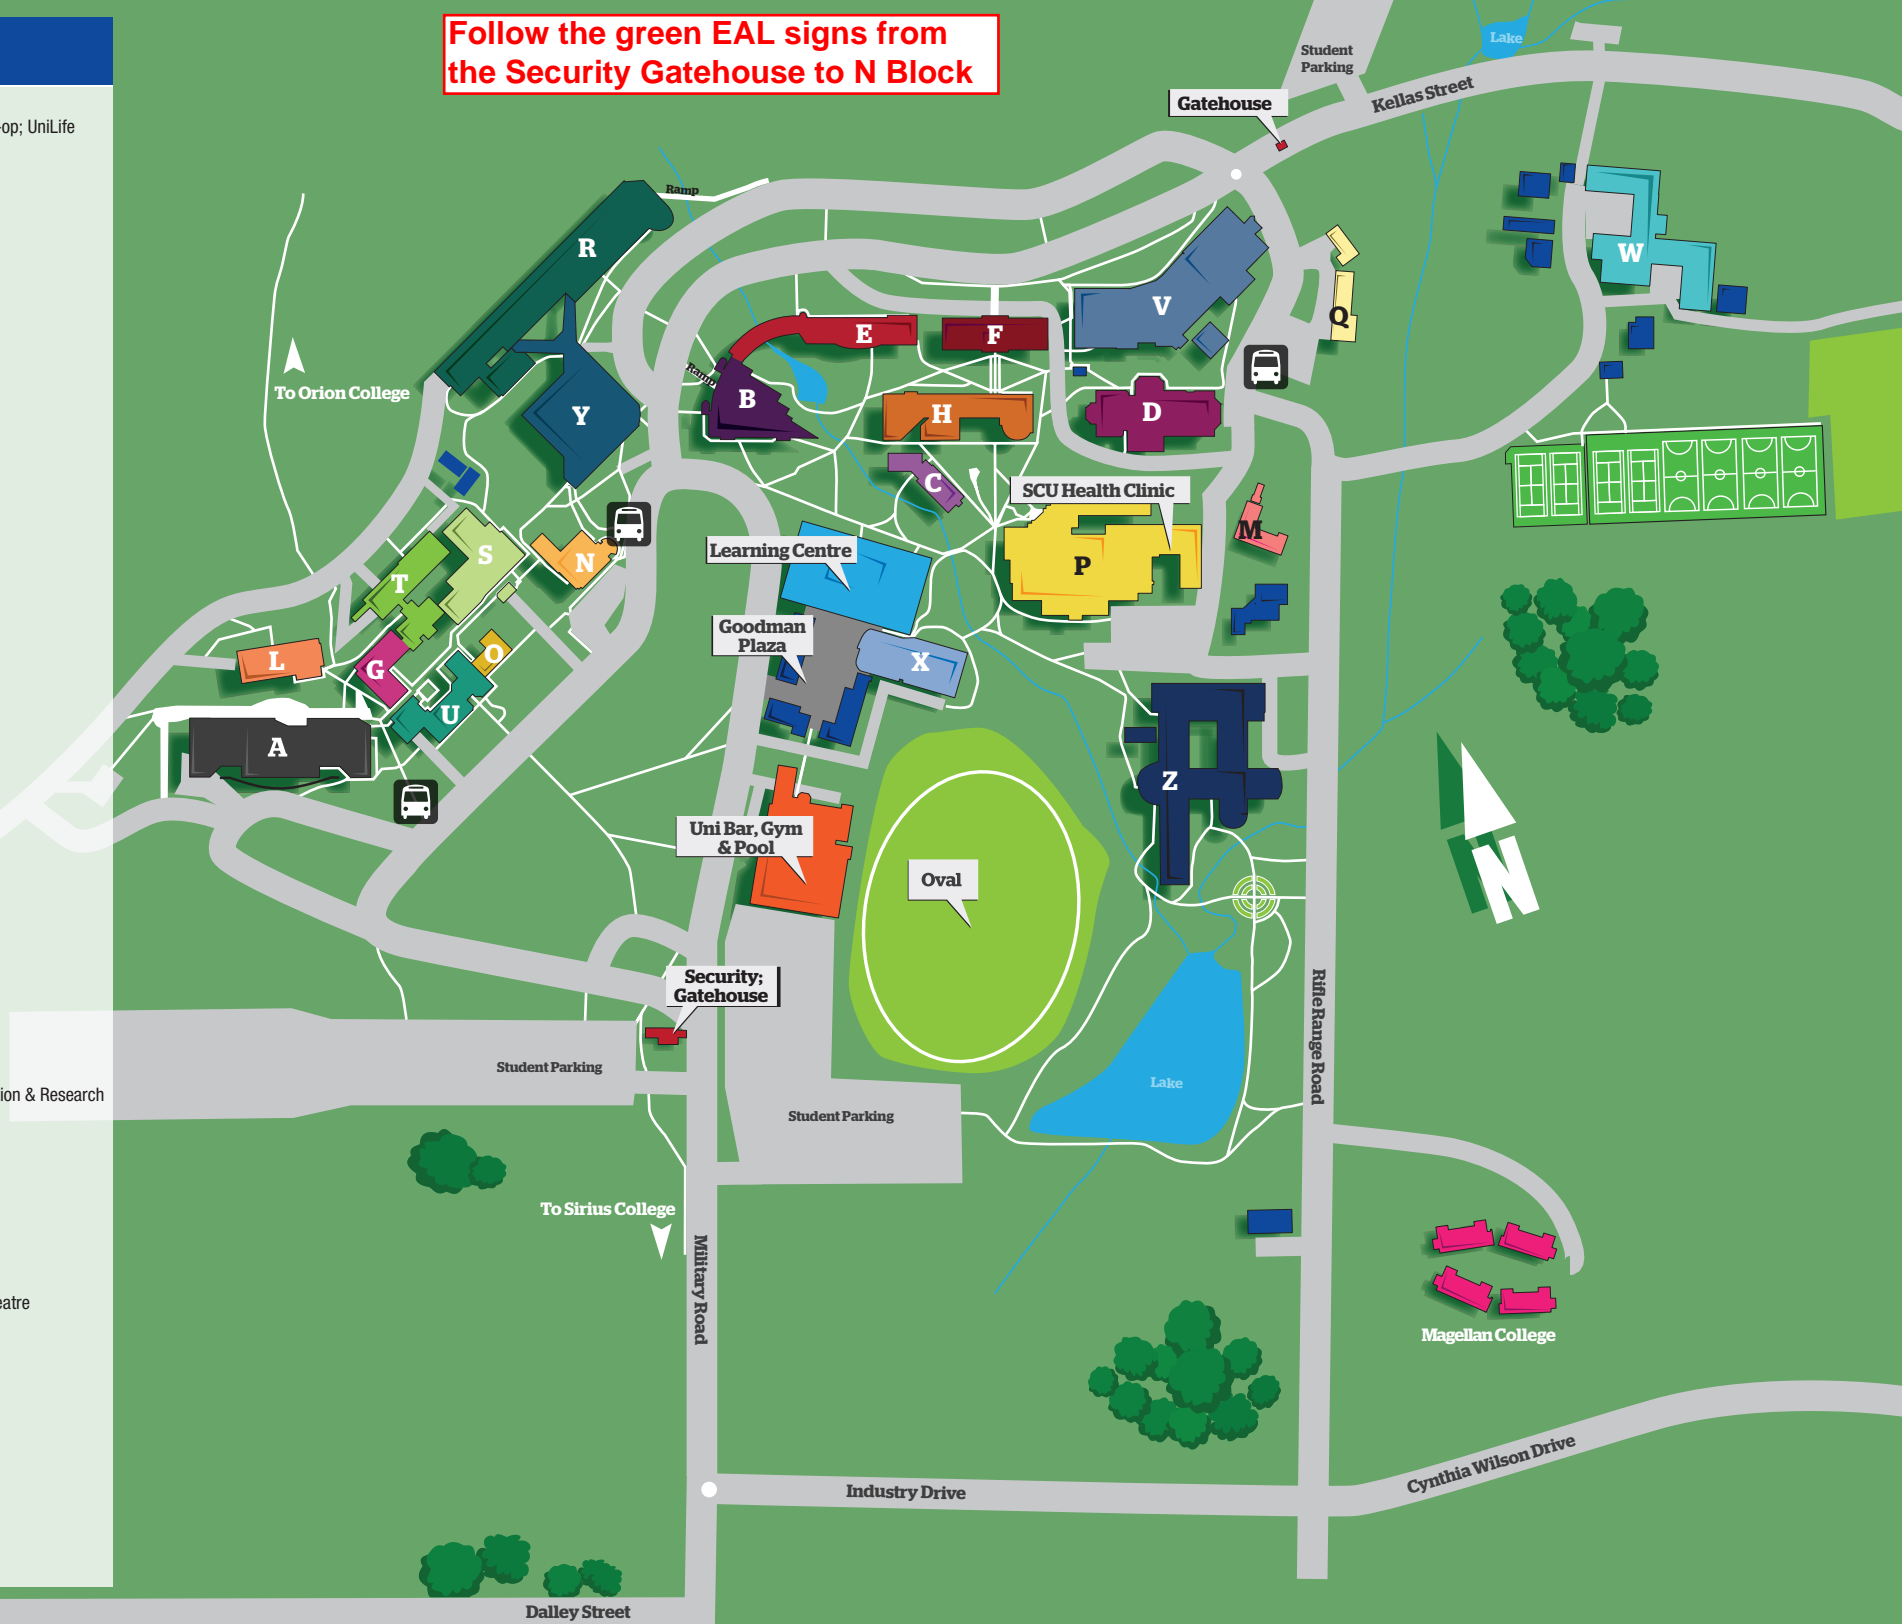 Follow the green EAL signs from
the Security Gatehouse to N Block
Student
Parking
Lake
Kellas Street
Gatehouse
op; UniLife
Ramp
R
W
V
Q
E
F
To Orion College
Ramp
B
Y
H
D
C
SCU Health Clinic
M
S
N
Learning Centre
T
P
Goodman
Plaza
L
G
O
X
U
A
Z
Uni Bar, Gym
& Pool
Oval
N
Security;
Gatehouse
Rifle Range Road
Student Parking
Lake
ion & Research
Student Parking
To Sirius College
Military Road
eatre
Magellan College
Cynthia Wilson Drive
Industry Drive
Dalley Street